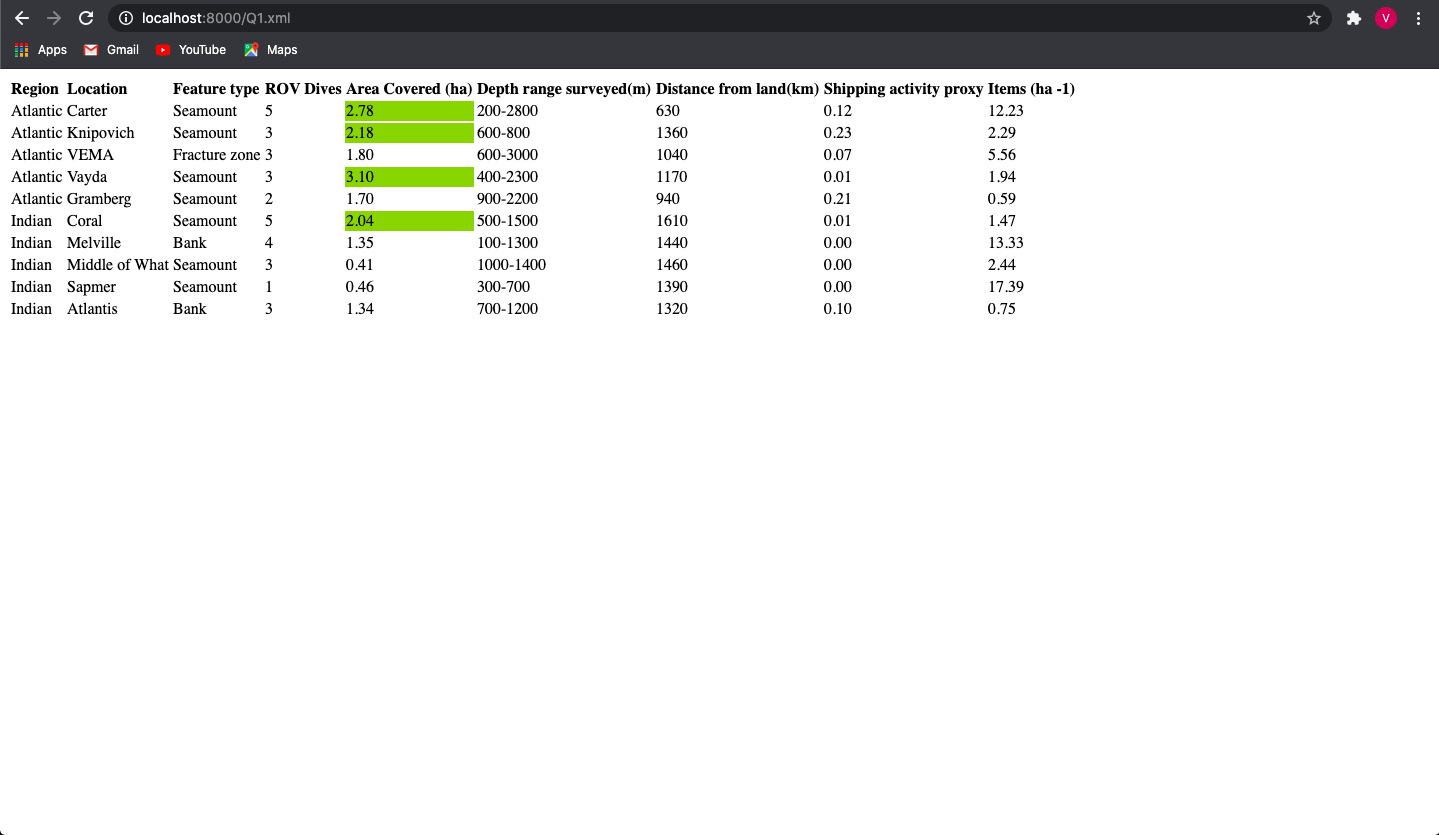 localhost:8000/Q1.xml
V
Apps Gmail YouTube Maps
Region Location Feature type ROV Dives Area Covered (ha) Depth range surveyed(m) Distance from land(km) Shipping activity proxy Items (ha -1)
Atlantic Carter Seamount 5 2.78 200-2800 630 0.12 12.23
Atlantic Knipovich Seamount 3 2.18 600-800 1360 0.23 2.29
Atlantic VEMA Fracture zone 3 1.80 600-3000 1040 0.07 5.56
Atlantic Vayda Seamount 3 3.10 400-2300 1170 0.01 1.94
Atlantic Gramberg Seamount 2 1.70 900-2200 940 0.21 0.59
Indian Coral Seamount 5 2.04 500-1500 1610 0.01 1.47
Indian Melville Bank 4 1.35 100-1300 1440 0.00 13.33
Indian Middle of What Seamount 3 0.41 1000-1400 1460 0.00 2.44
Indian Sapmer Seamount 1 0.46 300-700 1390 0.00 17.39
Indian Atlantis Bank 3 1.34 700-1200 1320 0.10 0.75